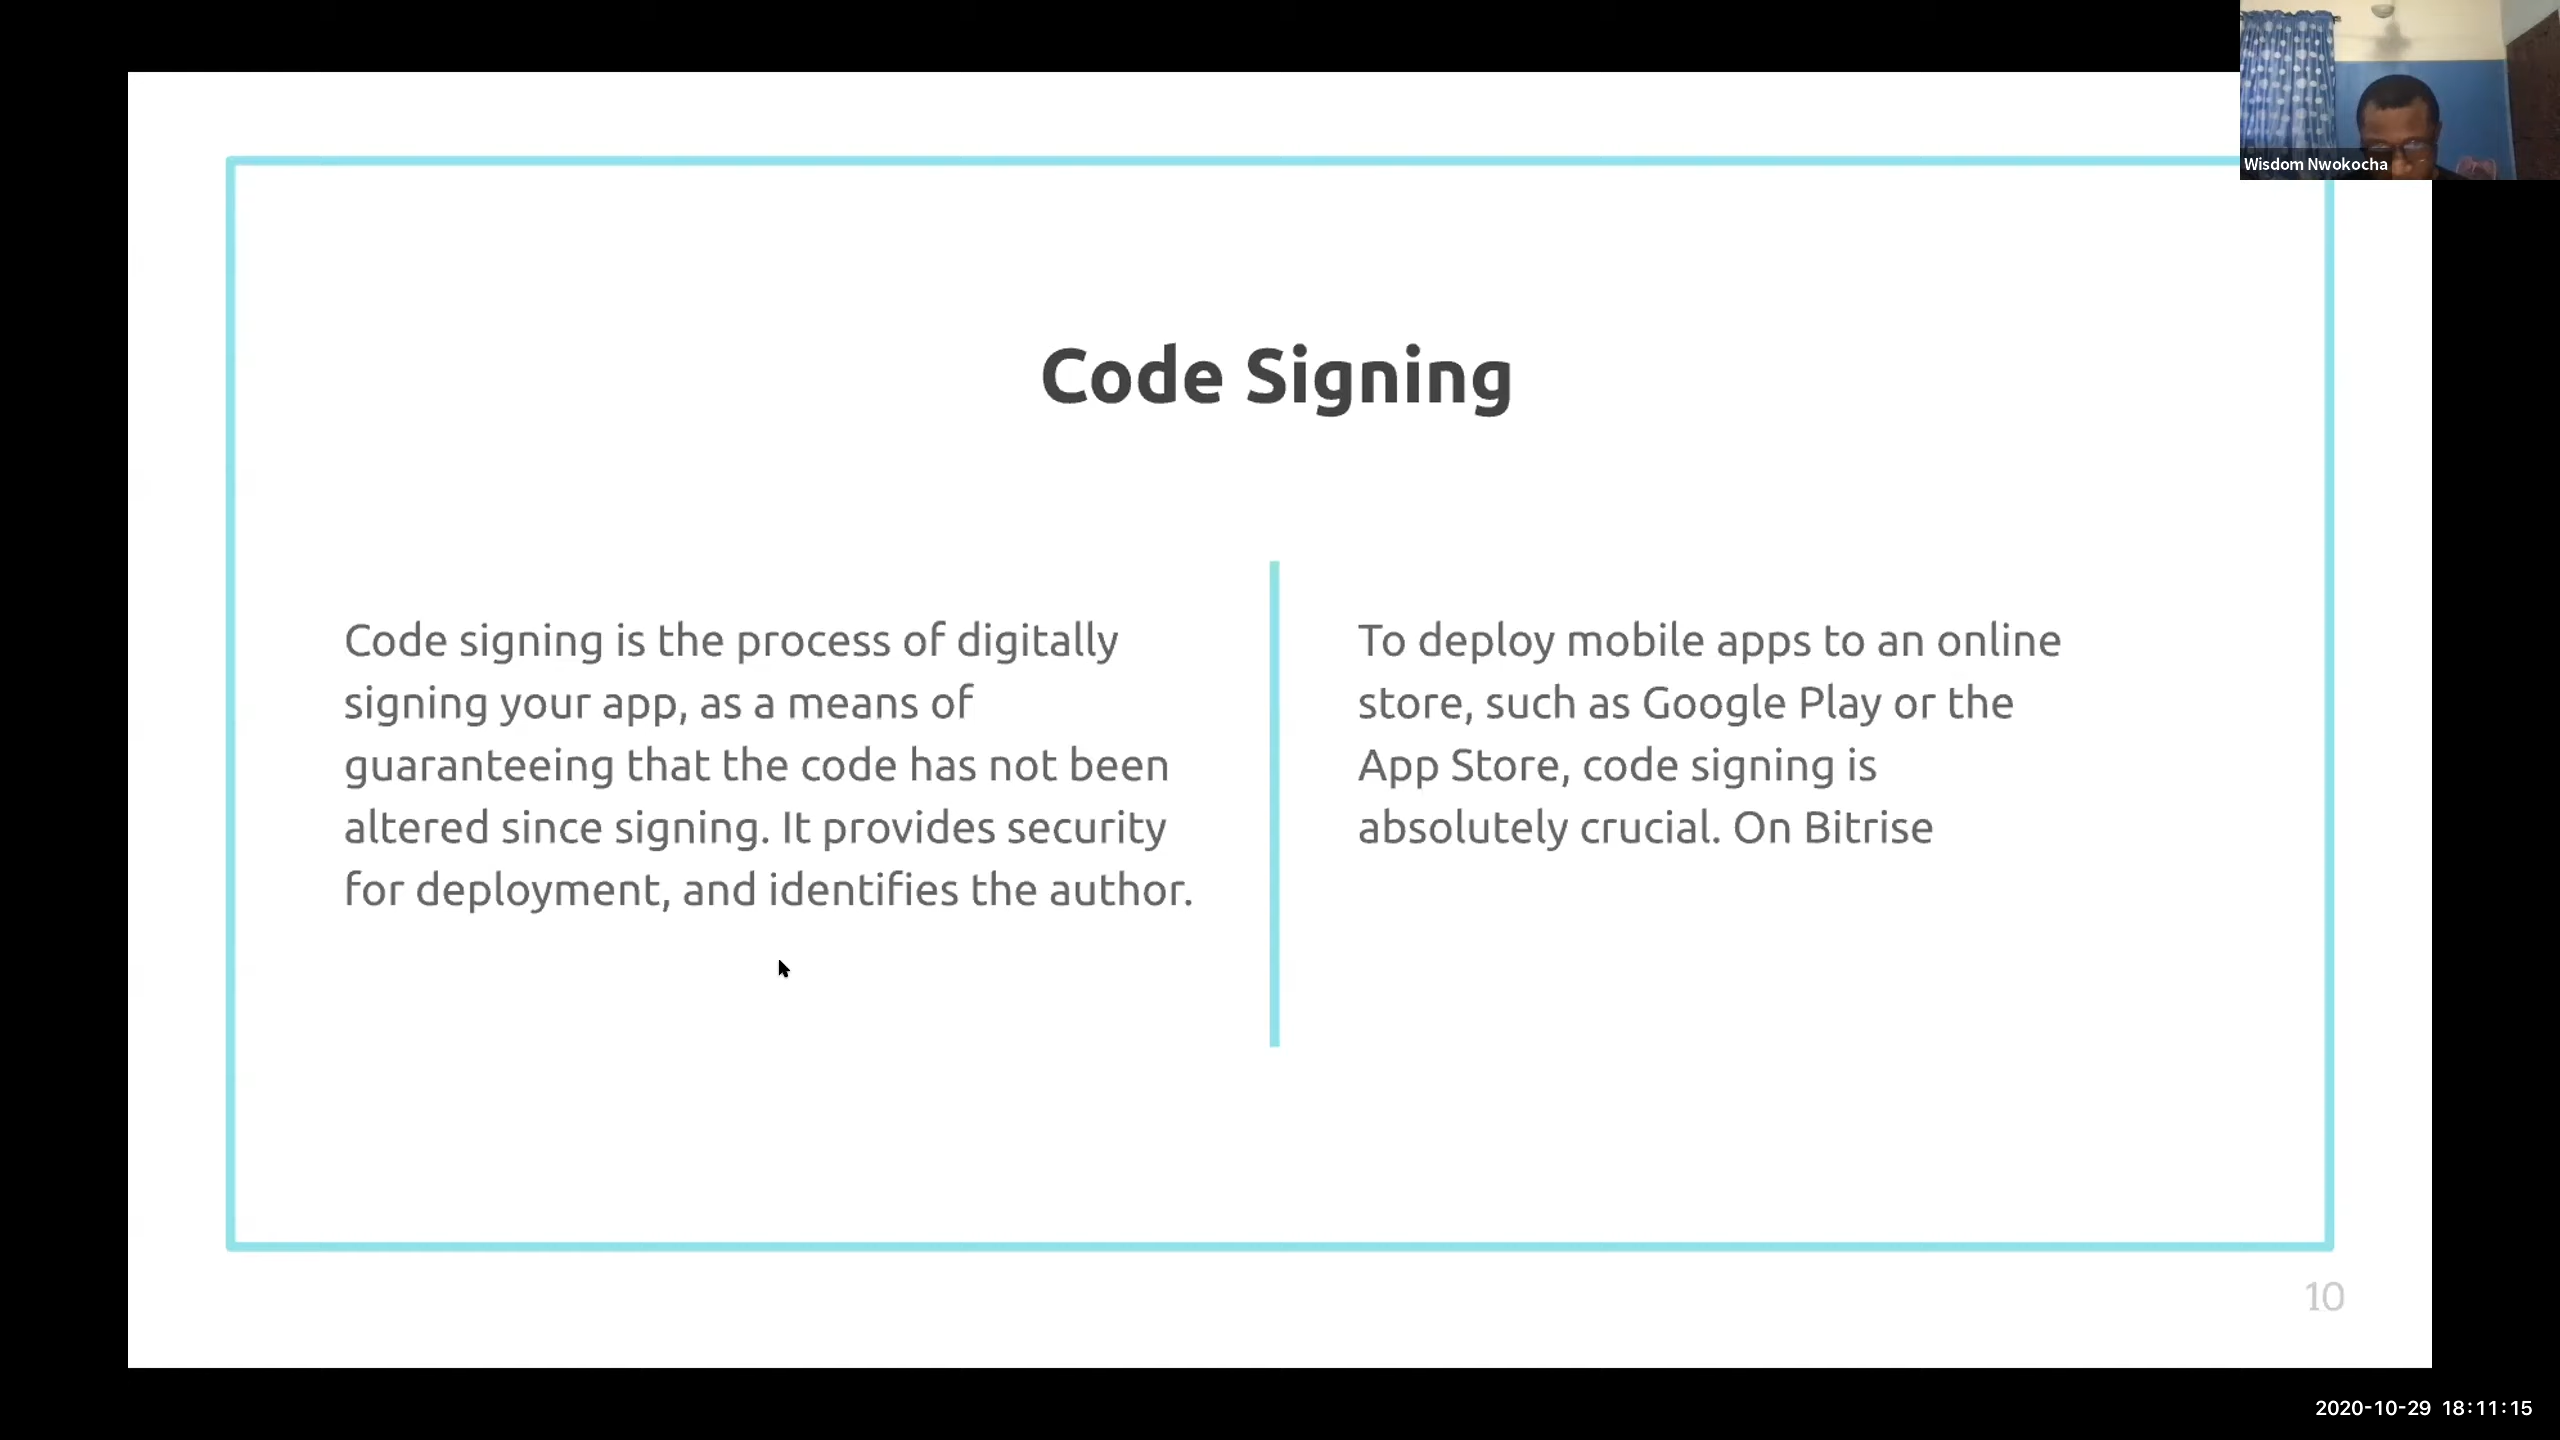 Wisdom Nwokocha
Code Signing
Code signing is the process of digitally
signing your app, as a means of
guaranteeing that the code has not been
altered since signing. It provides security
for deployment, and identifies the author.
To deploy mobile apps to an online
store, such as Google Play or the
App Store, code signing is
absolutely crucial. On Bitrise
10
2020-10-29 18:11:15